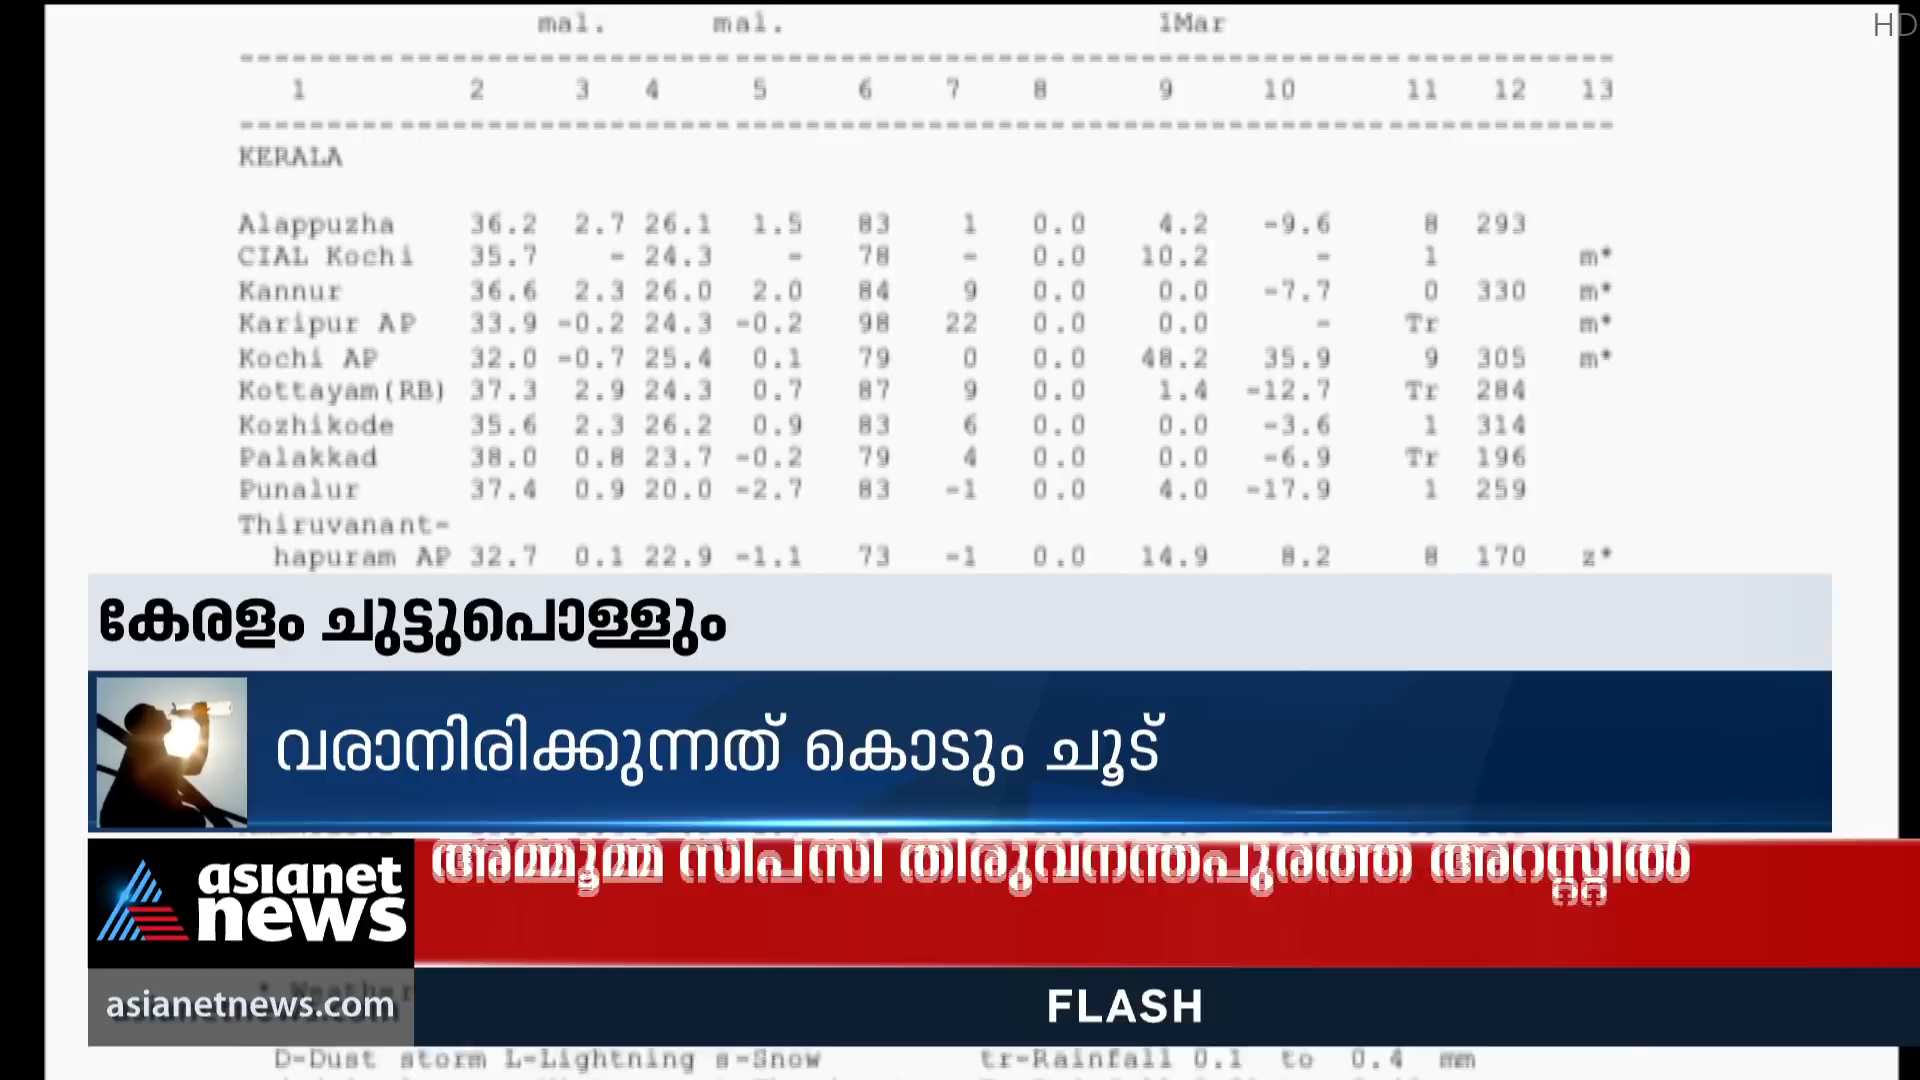 mal. mal. 1Mar
HD
--------------------------------------------------------------------------------
1 2 3 4 5 6 7 8 9 10 11 12 13
--------------------------------------------------------------------------------
KERALA
Alappuzha 36.2 2.7 26.1 1.5 83 1 0.0 4.2 -9.6 8 293
CIAL Kochi 35.7 - 24.3 - 78 - 0.0 10.2 - 1 m*
Kannur 36.6 2.3 26.0 2.0 84 9 0.0 0.0 -7.7 0 330 m*
Karipur AP 33.9 -0.2 24.3 -0.2 98 22 0.0 0.0 - Tr m*
Kochi AP 32.0 -0.7 25.4 0.1 79 0 0.0 48.2 35.9 9 305 m*
Kottayam(RB) 37.3 2.9 24.3 0.7 87 9 0.0 1.4 -12.7 Tr 284
Kozhikode 35.6 2.3 26.2 0.9 83 6 0.0 0.0 -3.6 1 314
Palakkad 38.0 0.8 23.7 -0.2 79 4 0.0 0.0 -6.9 Tr 196
Punalur 37.4 0.9 20.0 -2.7 83 -1 0.0 4.0 -17.9 1 259
Thiruvanant-
hapuram AP 32.7 0.1 22.9 -1.1 73 -1 0.0 14.9 8.2 8 170 z*
കേരളം ചുട്ടുപൊള്ളും
വരാനിരിക്കുന്നത് കൊടും ചൂട്
asianet
news
asianetnews.com
FLASH
D-Dust storm L-Lightning s-Snow tr-Rainfall 0.1 to 0.4 mm